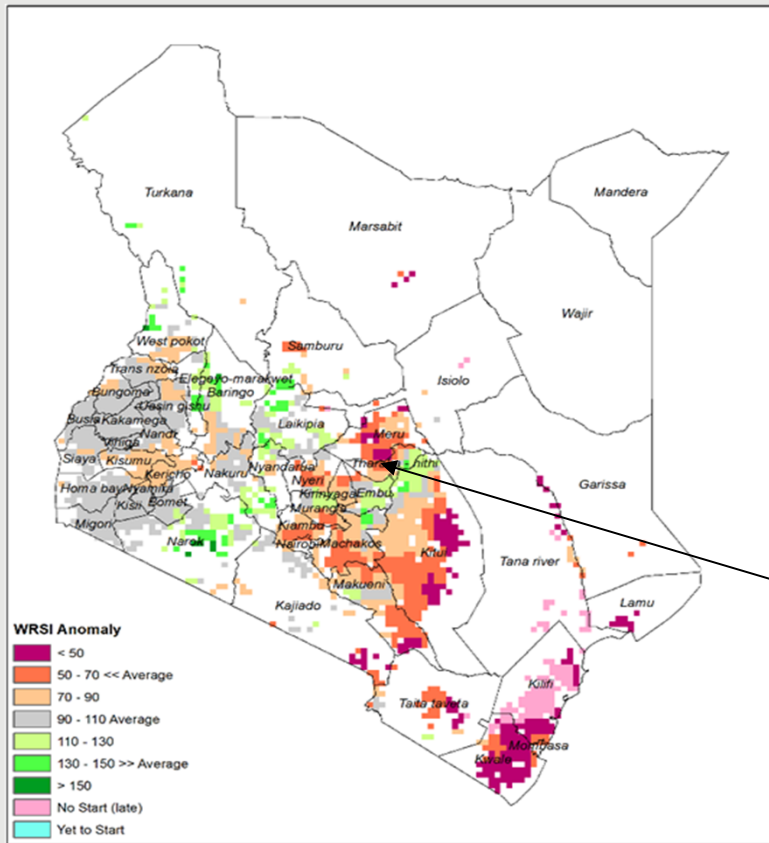 Turkana
Mandera
Marsabit
Wajir
West pokot
Samburu
Trans nzoia
Isiolo
Elegeyo-marakwet
Bungoma
Baringo
Uasin gishu
Busia
Kakamega
Laikipia
Vihiga
Nandi
Meru
Siaya
Kisumu
Thara
hithi
Kericho
Nakuru
Nyandarua
Garissa
Nyeri
Homa bay
Nyamira
Kirinyaga
Embu
Kisii
Bomet
Murang'a
Migori
Kiambu
Narok
Nairobi
Machakos
Kitui
Tana river
Makueni
Kajiado
Lamu
Kilifi
Taita taveta
Mombasa
Kwale
WRSI Anomaly
< 50
50 - 70 << Average
70 - 90
90 - 110 Average
110 - 130
130 - 150 >> Average
> 150
No Start (late)
Yet to Start